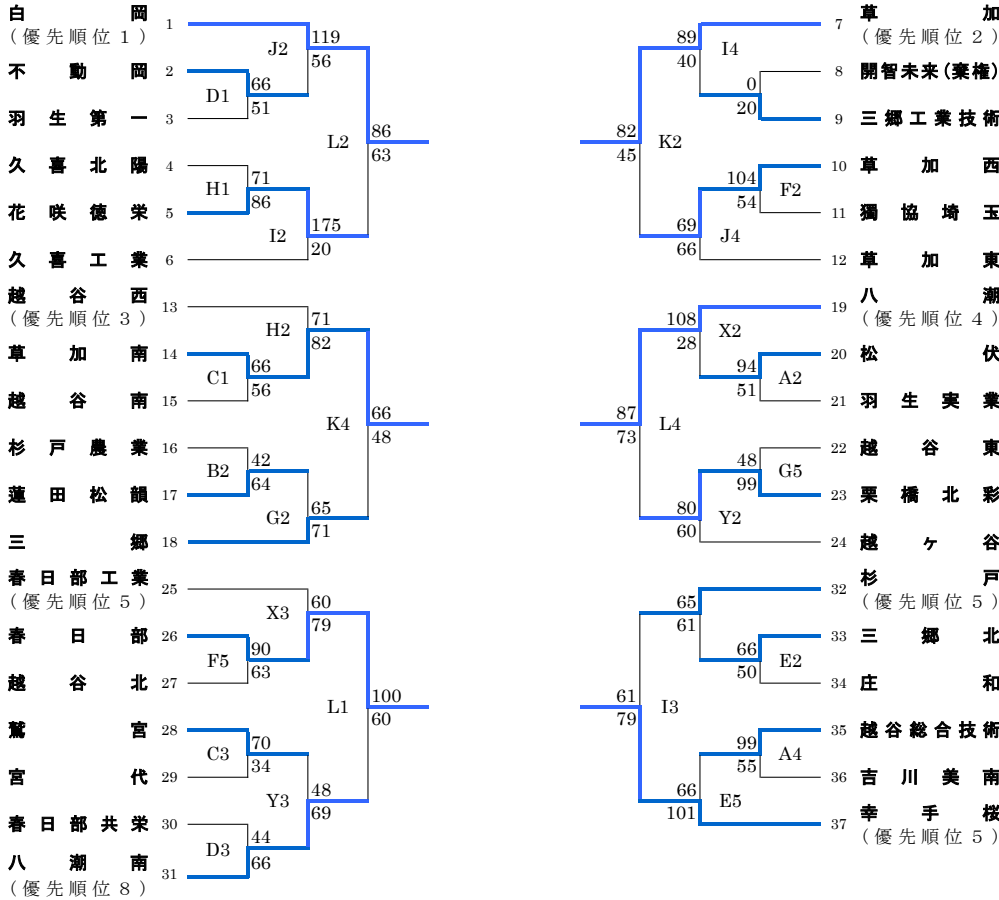 白岡 1
(優先順位1)
119
J2
56
不動岡 2
66
D1
51
羽生第一 3
86
L2
63
久喜北陽 4
71
H1
86
花咲徳栄 5
175
I2
20
久喜工業 6
越谷西 13
(優先順位3)
71
H2
82
草加南 14
66
C1
56
越谷南 15
66
K4
48
杉戸農業 16
42
B2
64
蓮田松韻 17
65
G2
71
三郷 18
春日部工業 25
(優先順位5)
60
X3
79
春日部 26
90
F5
63
越谷北 27
100
L1
60
鷲宮 28
70
C3
34
宮代 29
48
Y3
69
春日部共栄 30
44
D3
66
八潮南 31
(優先順位8)
7 草加
(優先順位2)
89
I4
40
8 開智未来(棄権)
0
20
9 三郷工業技術
82
K2
45
10 草加西
104
F2
54
11 獨協埼玉
69
J4
66
12 草加東
19 八潮
(優先順位4)
108
X2
28
20 松伏
94
A2
51
21 羽生実業
87
L4
73
22 越谷東
48
G5
99
23 栗橋北彩
80
Y2
60
24 越ヶ谷
32 杉戸
(優先順位5)
65
61
33 三郷北
66
E2
50
34 庄和
61
I3
79
35 越谷総合技術
99
A4
55
36 吉川美南
66
E5
101
37 幸手桜
(優先順位5)